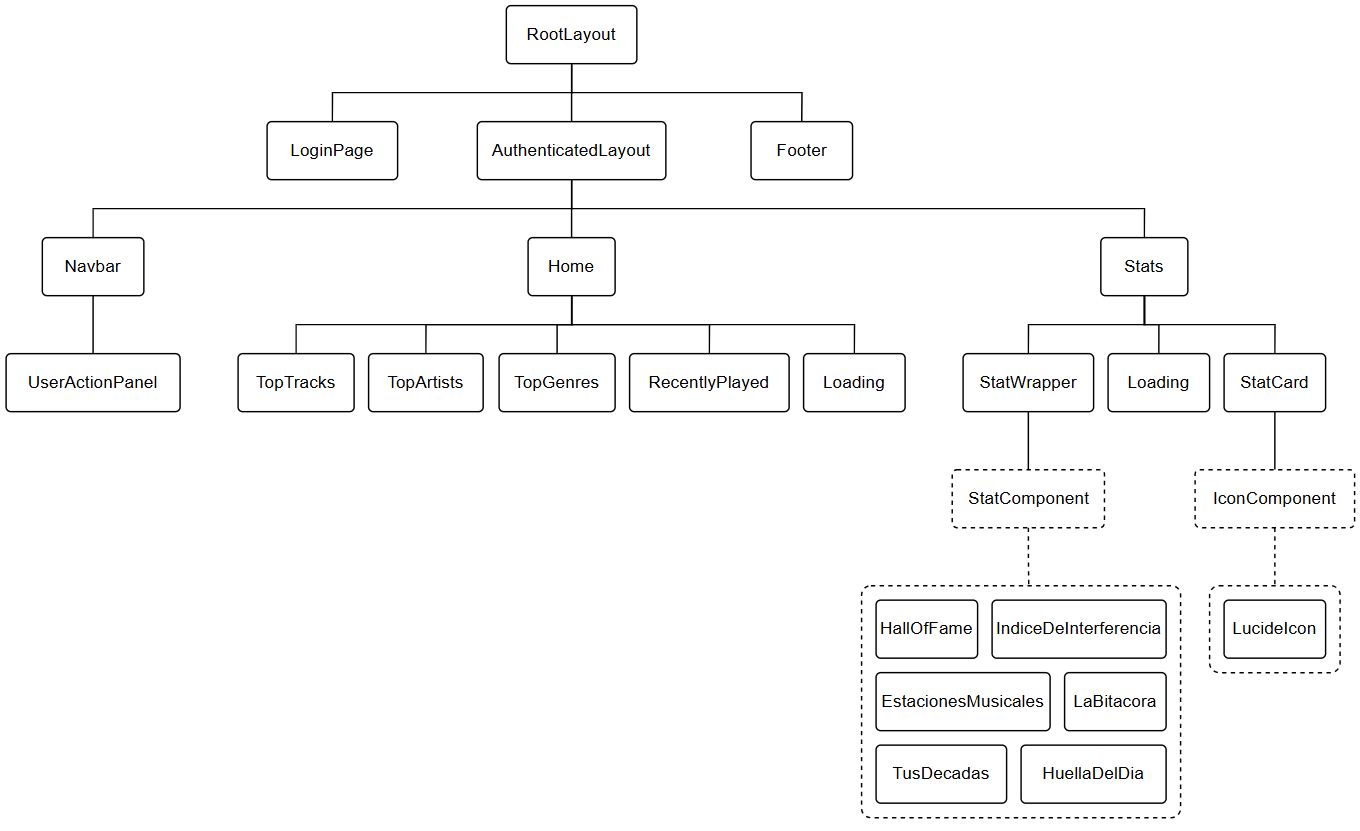 RootLayout
LoginPage
AuthenticatedLayout
Footer
Navbar
Home
Stats
UserActionPanel
TopTracks
TopArtists
TopGenres
RecentlyPlayed
Loading
StatWrapper
Loading
StatCard
StatComponent
IconComponent
HallOfFame
IndiceDeInterferencia
LucideIcon
EstacionesMusicales
LaBitacora
TusDecadas
HuellaDelDia